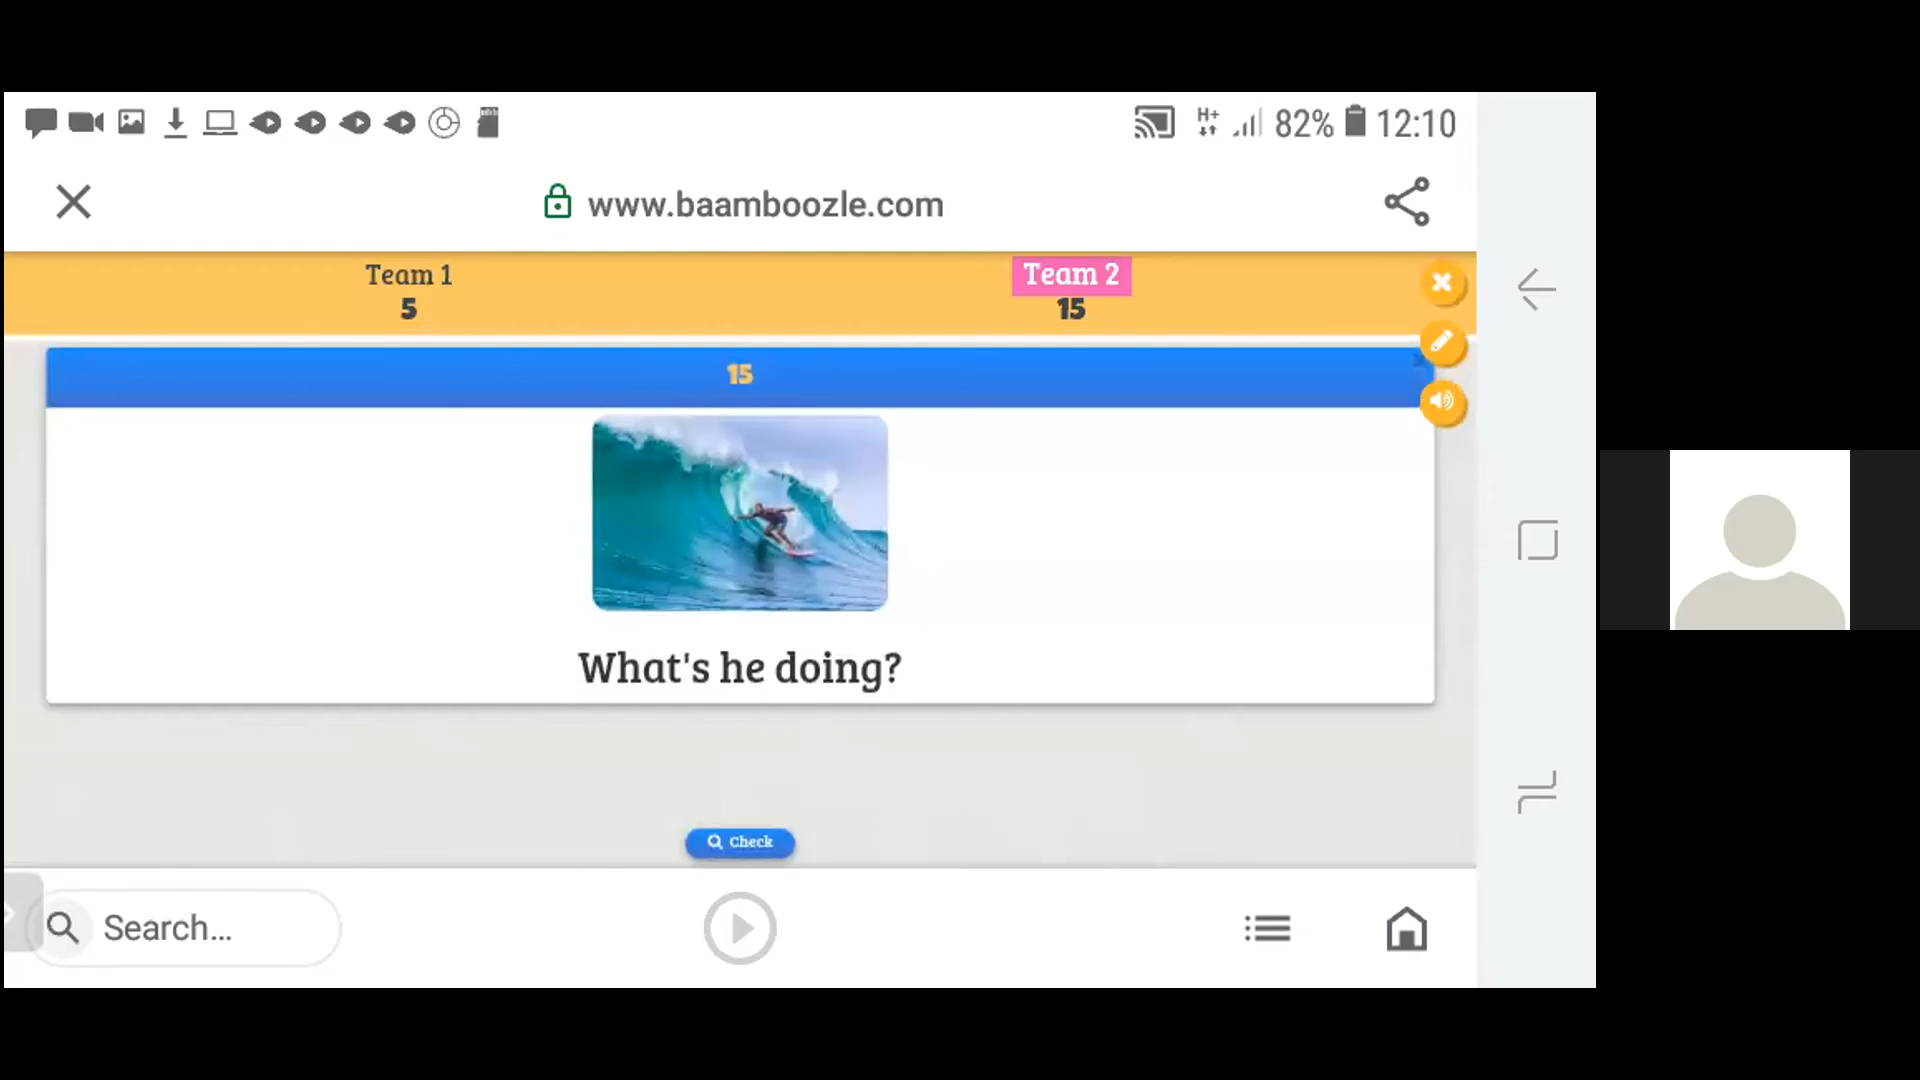 H+ 82% 12:10
www.baamboozle.com
Team 1
5
Team 2
15
15
What's he doing?
Check
Search...